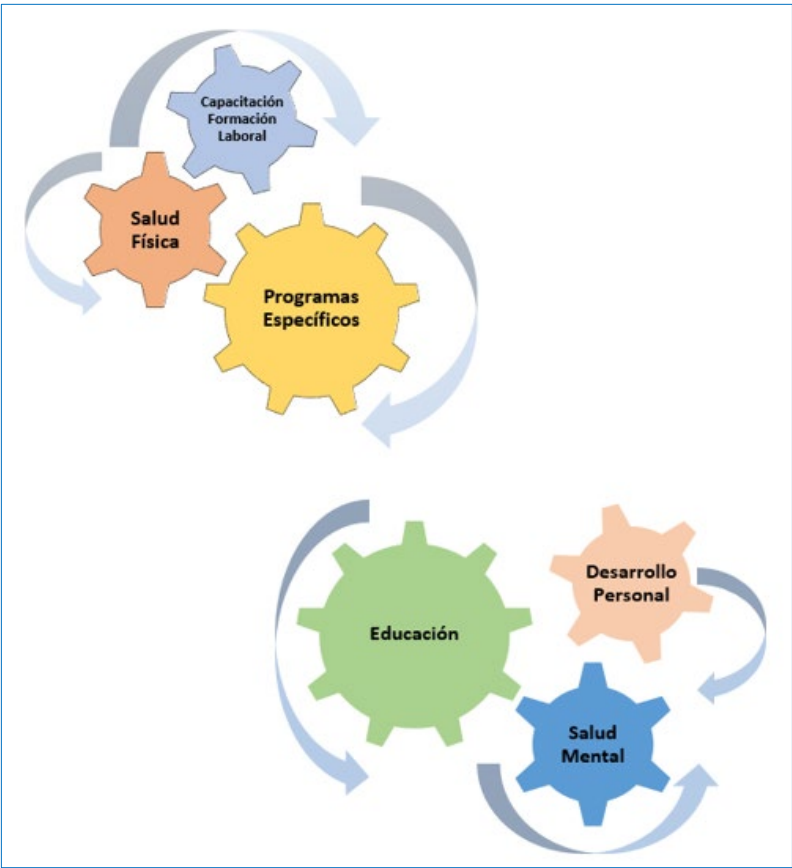 Capacitación
Formación
Laboral
Salud
Física
Programas
Específicos
Desarrollo
Personal
Educación
Salud
Mental